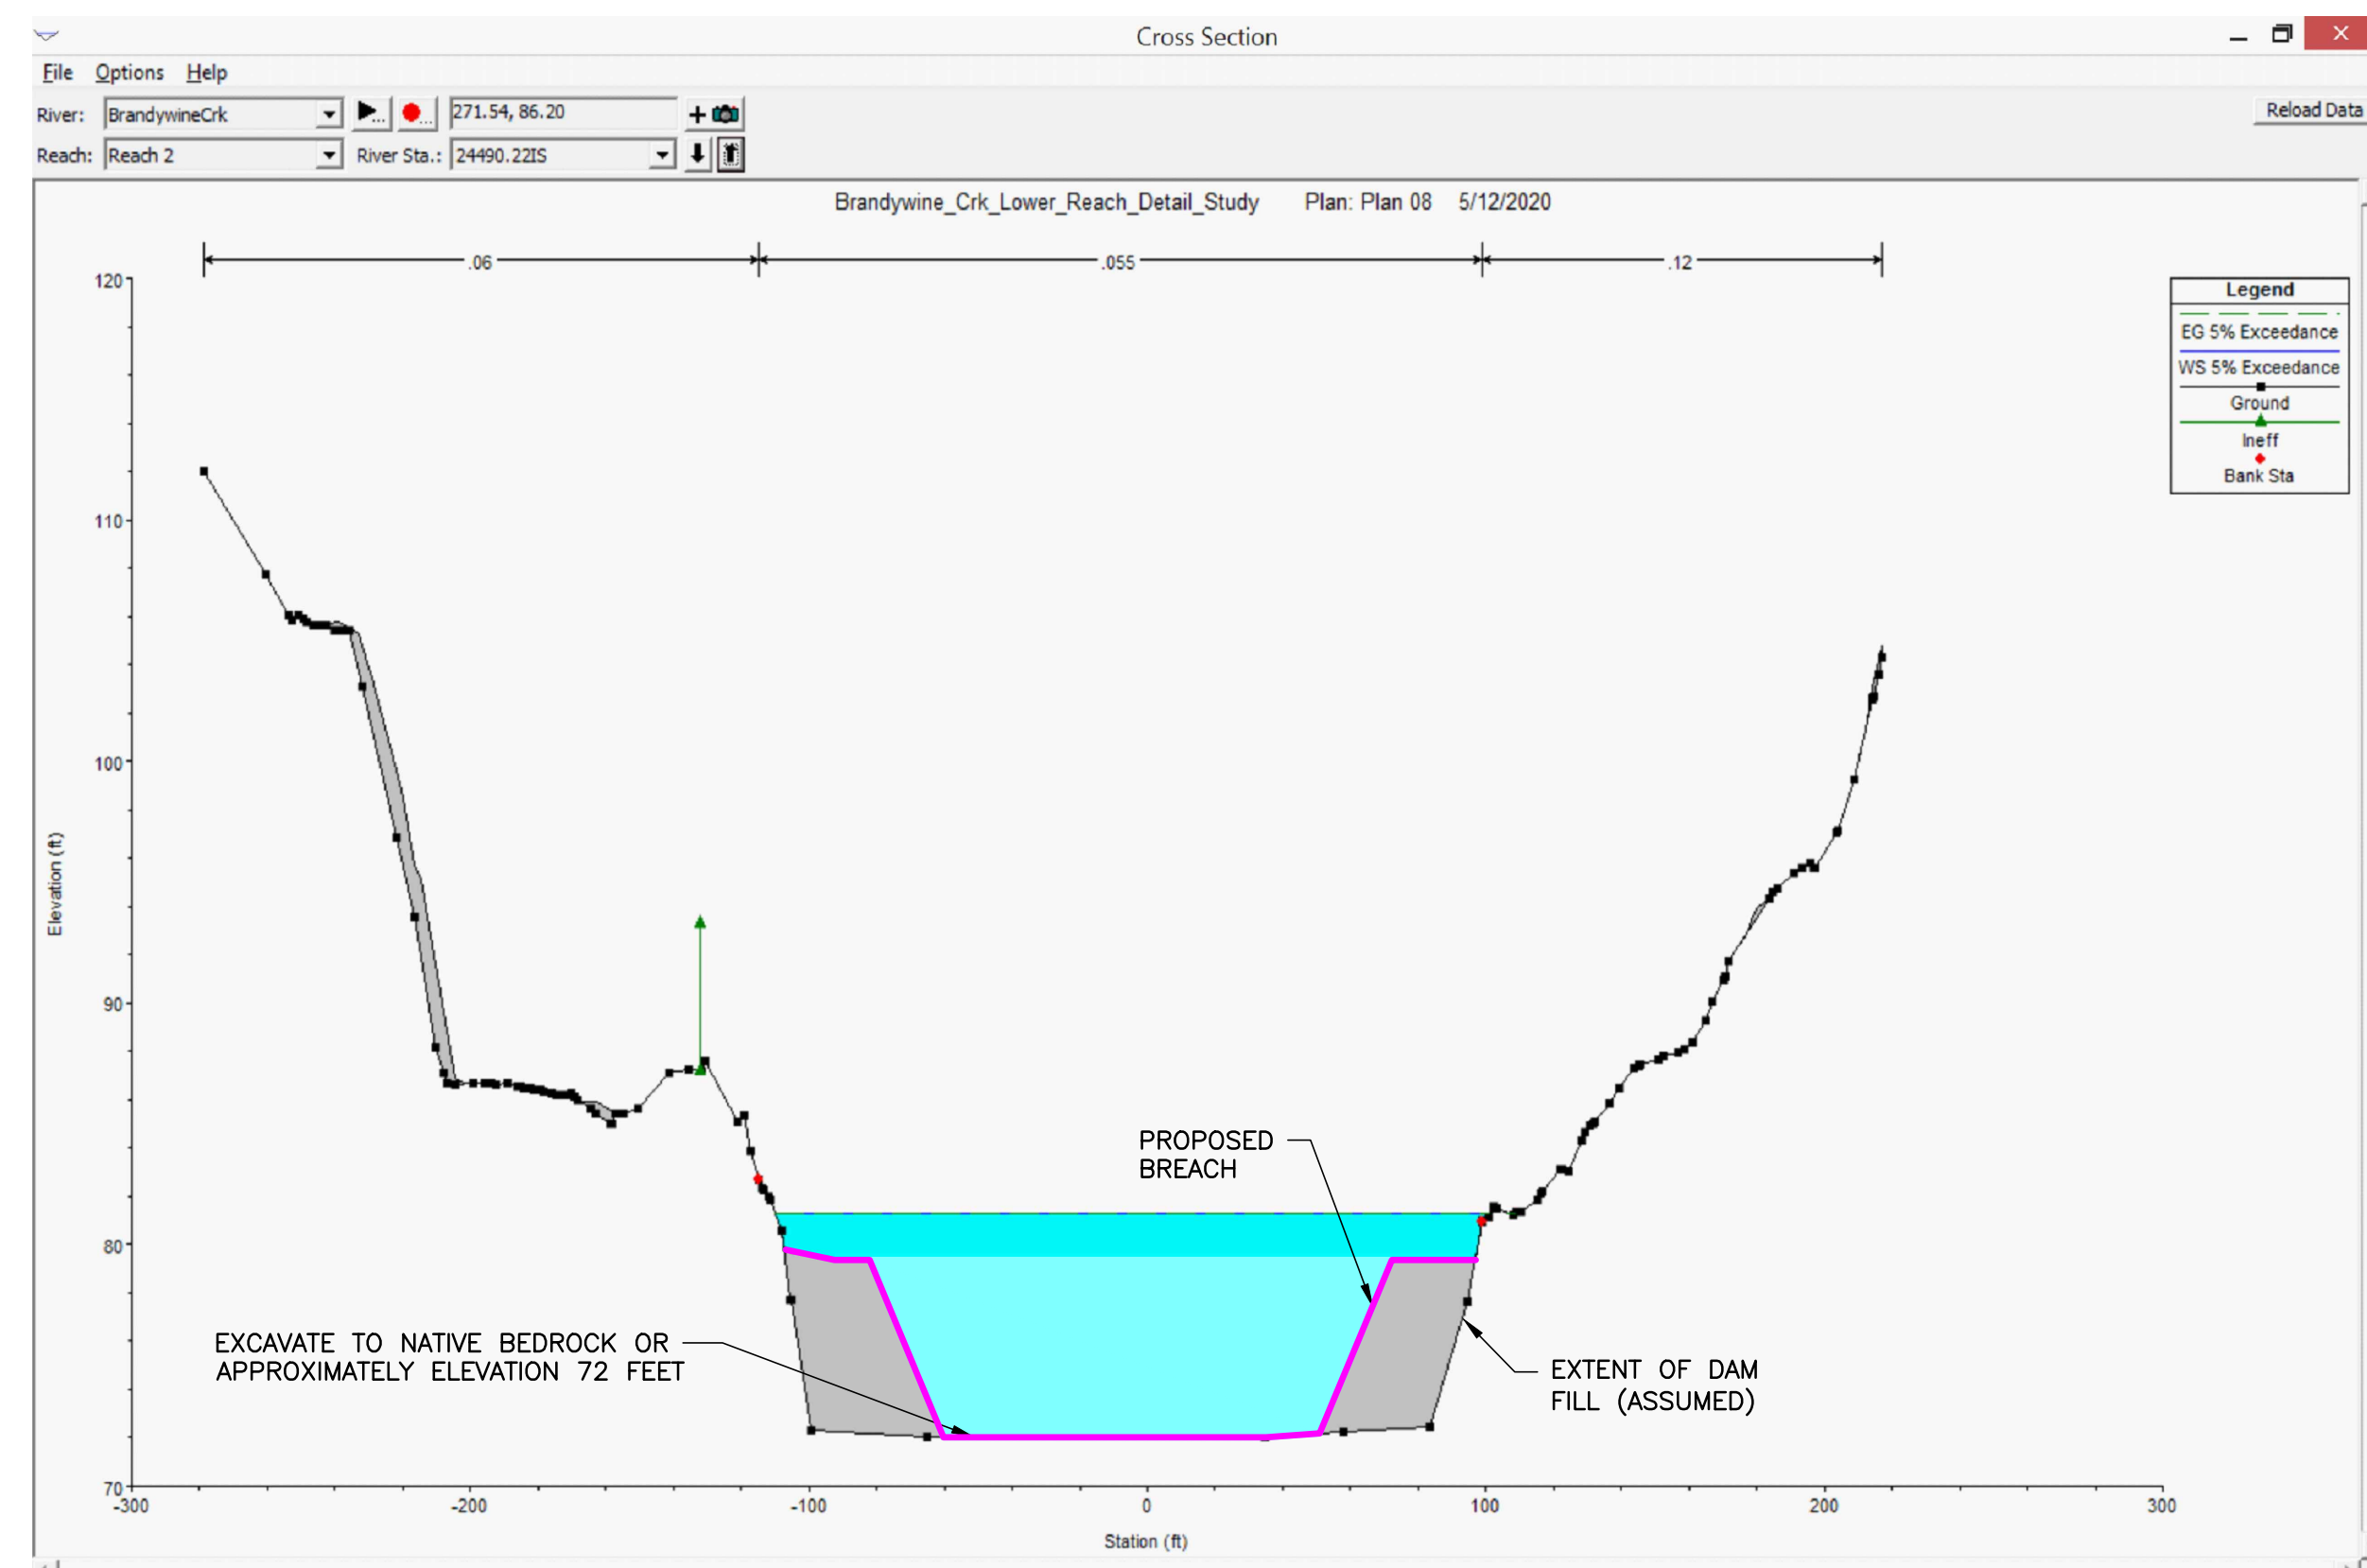 Cross Section
File Options Help
River: BrandywineCrk ... ... 271.54, 86.20 + Reload Data
Reach: Reach 2 River Sta.: 24490.22IS
Brandywine_Crk_Lower_Reach_Detail_Study Plan: Plan 08 5/12/2020
.06 .055 .12
120
110
100
90
80
70
Elevation (ft)
Legend
EG 5% Exceedance
WS 5% Exceedance
Ground
Ineff
Bank Sta
PROPOSED
BREACH
EXCAVATE TO NATIVE BEDROCK OR
APPROXIMATELY ELEVATION 72 FEET
EXTENT OF DAM
FILL (ASSUMED)
-300 -200 -100 0 100 200 300
Station (ft)